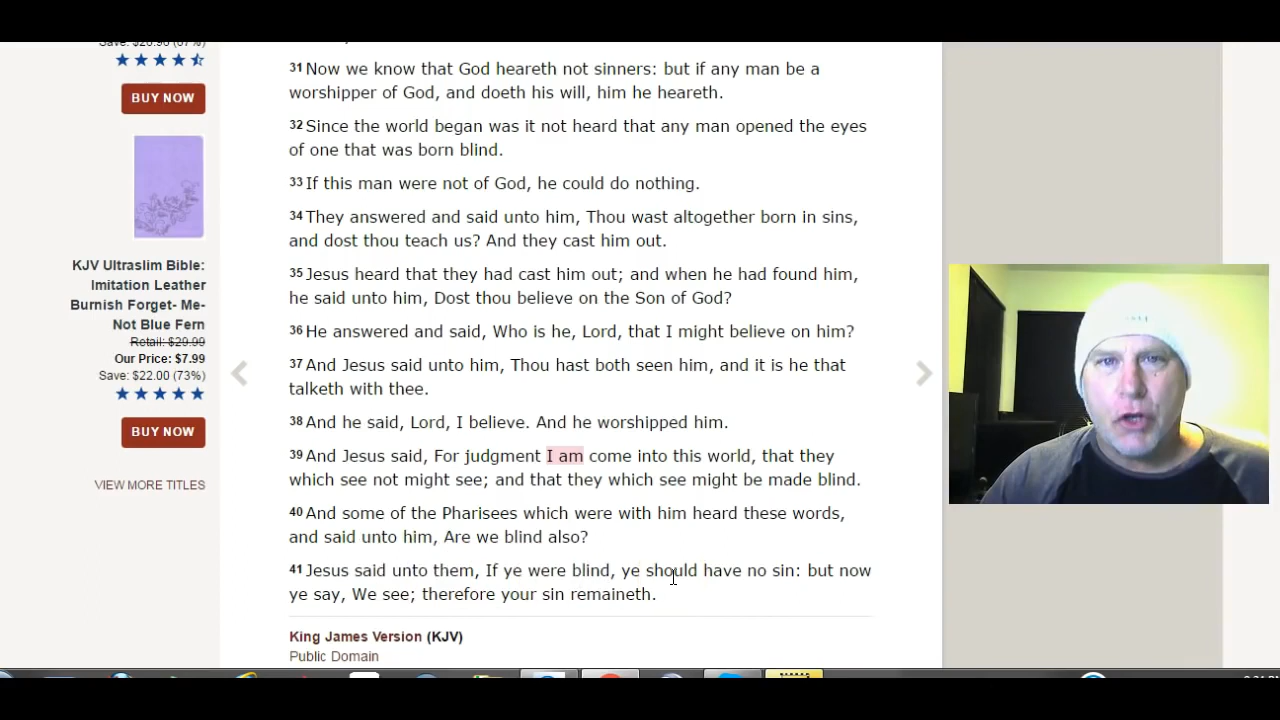 Save: $20.96 (67%)
BUY NOW
KJV Ultraslim Bible:
Imitation Leather
Burnish Forget- Me-
Not Blue Fern
Retail: $29.99
Our Price: $7.99
Save: $22.00 (73%)
BUY NOW
VIEW MORE TITLES
31 Now we know that God heareth not sinners: but if any man be a
worshipper of God, and doeth his will, him he heareth.
32 Since the world began was it not heard that any man opened the eyes
of one that was born blind.
33 If this man were not of God, he could do nothing.
34 They answered and said unto him, Thou wast altogether born in sins,
and dost thou teach us? And they cast him out.
35 Jesus heard that they had cast him out; and when he had found him,
he said unto him, Dost thou believe on the Son of God?
36 He answered and said, Who is he, Lord, that I might believe on him?
37 And Jesus said unto him, Thou hast both seen him, and it is he that
talketh with thee.
38 And he said, Lord, I believe. And he worshipped him.
39 And Jesus said, For judgment I am come into this world, that they
which see not might see; and that they which see might be made blind.
40 And some of the Pharisees which were with him heard these words,
and said unto him, Are we blind also?
41 Jesus said unto them, If ye were blind, ye should have no sin: but now
ye say, We see; therefore your sin remaineth.
King James Version (KJV)
Public Domain